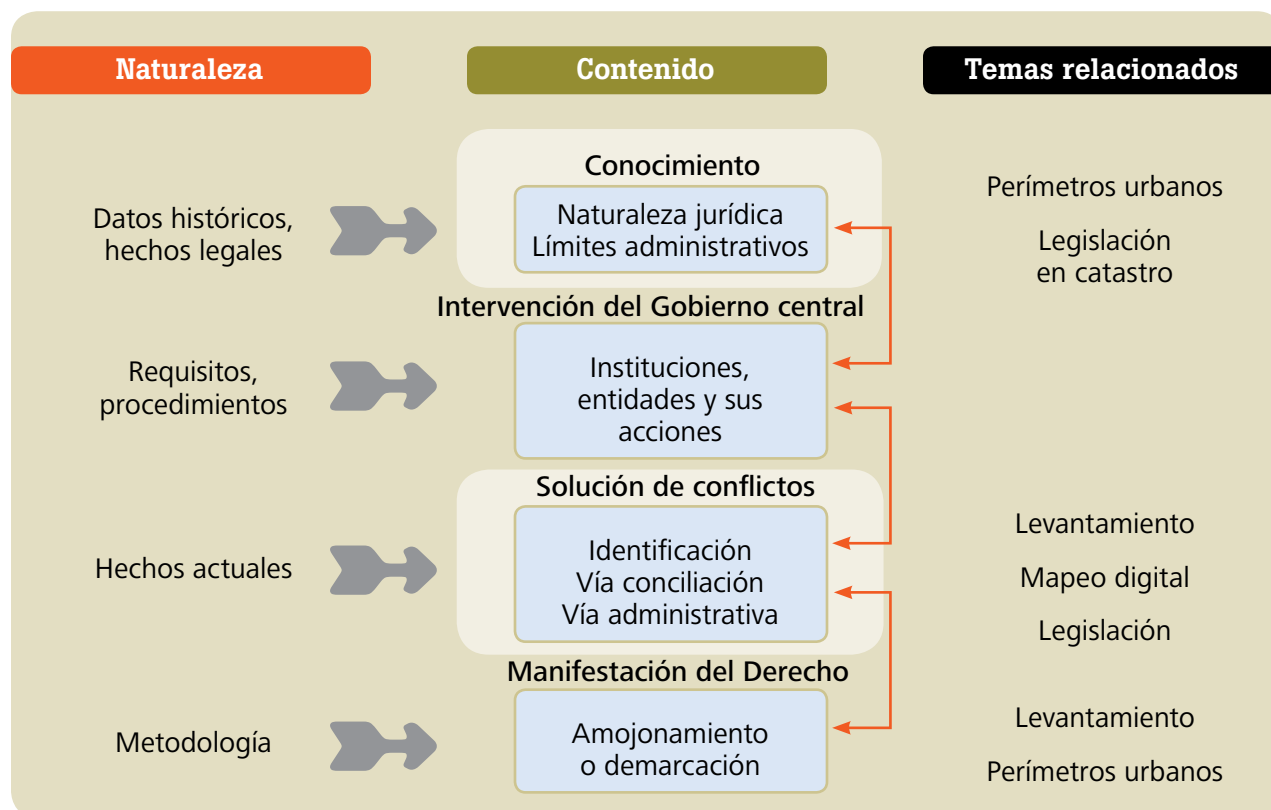 Naturaleza
Contenido
Temas relacionados
Datos históricos,
hechos legales
Conocimiento
Naturaleza jurídica
Límites administrativos
Perímetros urbanos
Legislación
en catastro
Requisitos,
procedimientos
Intervención del Gobierno central
Instituciones,
entidades y sus
acciones
Hechos actuales
Solución de conflictos
Identificación
Vía conciliación
Vía administrativa
Levantamiento
Mapeo digital
Legislación
Metodología
Manifestación del Derecho
Amojonamiento
o demarcación
Levantamiento
Perímetros urbanos